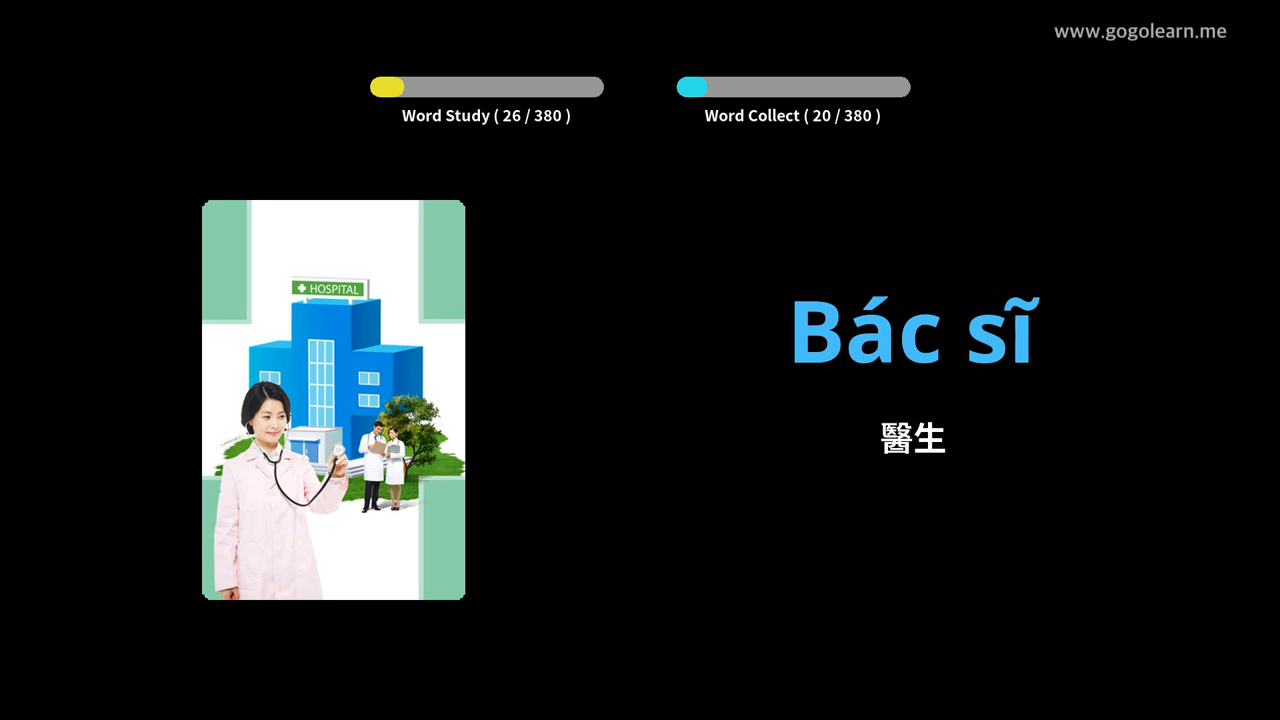 www.gogolearn.me
Word Study ( 26 / 380 )
Word Collect ( 20 / 380 )
HOSPITAL
Bác sĩ
醫生